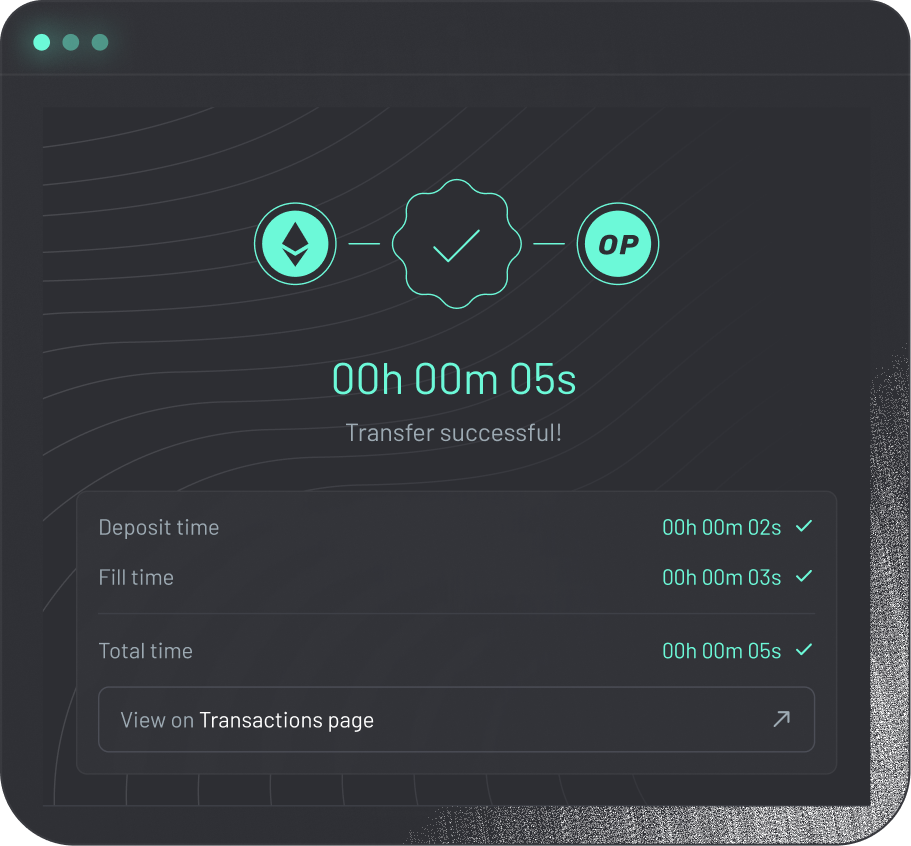 OP
00h 00m 05s
Transfer successful!
Deposit time 00h 00m 02s
Fill time 00h 00m 03s
Total time 00h 00m 05s
View on Transactions page